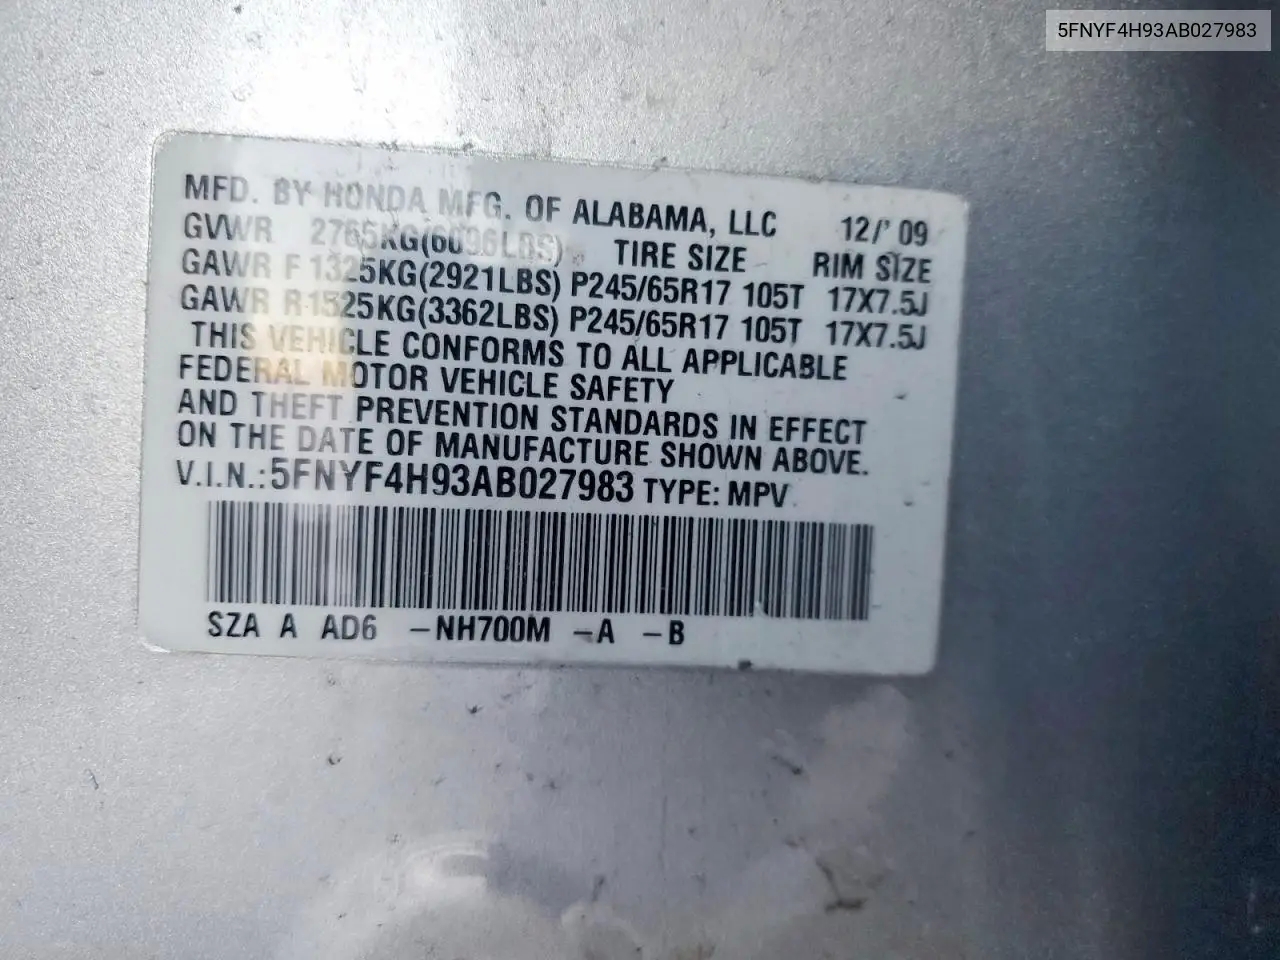 5FNYF4H93AB027983
MFD. BY HONDA MFG. OF ALABAMA, LLC 12/ 09
GVWR 2765KG(6096LBS) TIRE SIZE RIM SIZE
GAWR F 1325KG(2921LBS) P245/65R17 105T 17X7.5J
GAWR R 1525KG(3362LBS) P245/65R17 105T 17X7.5J
THIS VEHICLE CONFORMS TO ALL APPLICABLE
FEDERAL MOTOR VEHICLE SAFETY
AND THEFT PREVENTION STANDARDS IN EFFECT
ON THE DATE OF MANUFACTURE SHOWN ABOVE.
V.I.N.:5FNYF4H93AB027983 TYPE: MPV
SZA A AD6 -NH700M -A -B